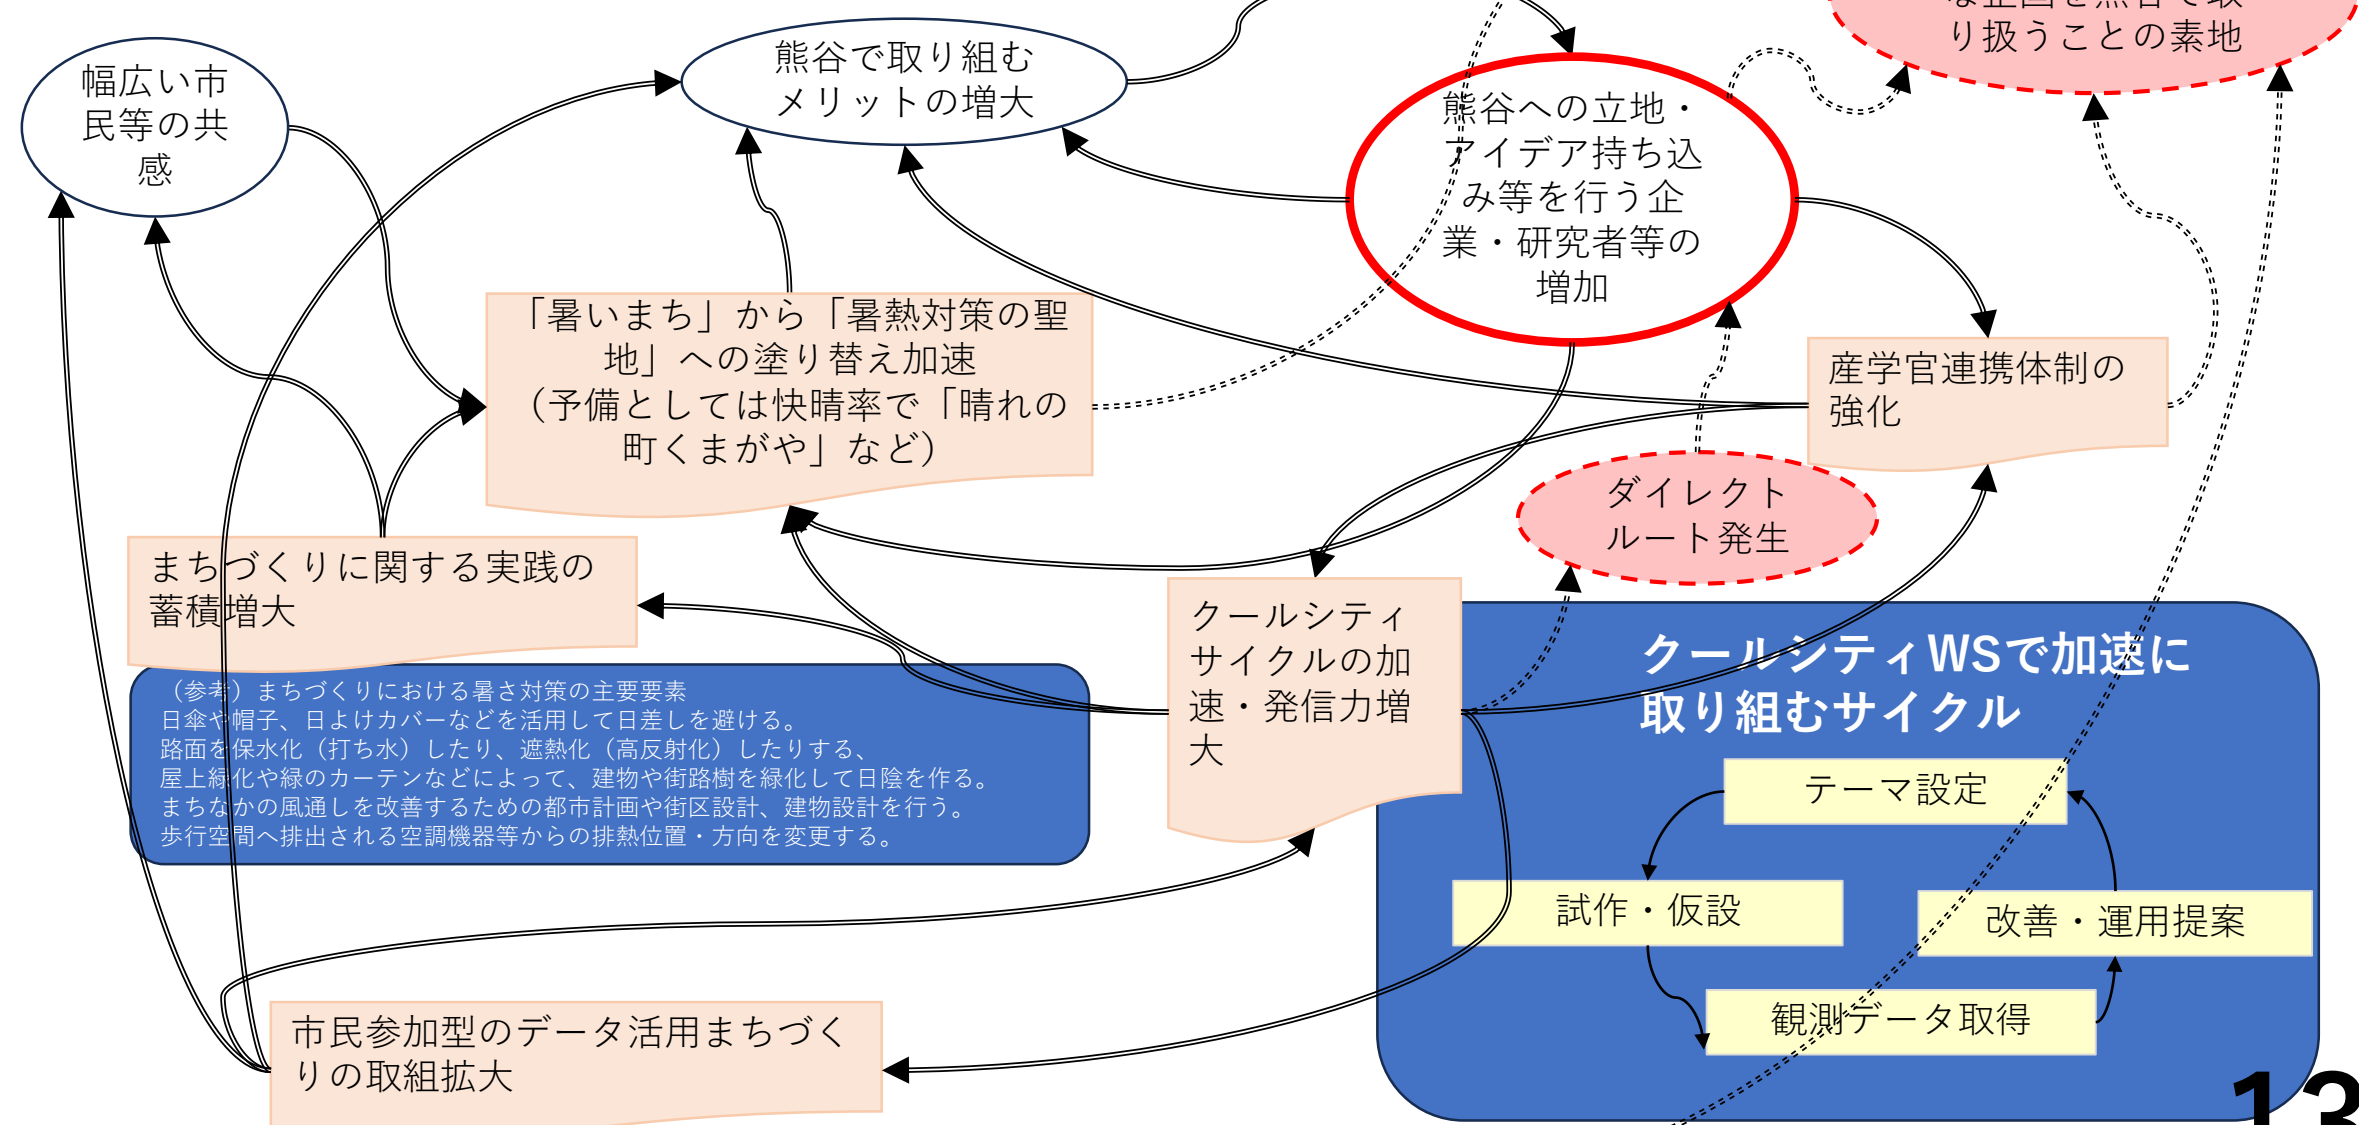 り扱うことの素地
幅広い市
民等の共
感
熊谷で取り組む
メリットの増大
熊谷への立地・
アイデア持ち込
み等を行う企
業・研究者等の
増加
「暑いまち」から「暑熱対策の聖
地」への塗り替え加速
（予備としては快晴率で「晴れの
町くまがや」など）
産学官連携体制の
強化
ダイレクト
ルート発生
まちづくりに関する実践の
蓄積増大
クールシティ
サイクルの加
速・発信力増
大
（参考）まちづくりにおける暑さ対策の主要要素
日傘や帽子、日よけカバーなどを活用して日差しを避ける。
路面を保水化（打ち水）したり、遮熱化（高反射化）したりする、
屋上緑化や緑のカーテンなどによって、建物や街路樹を緑化して日陰を作る。
まちなかの風通しを改善するための都市計画や街区設計、建物設計を行う。
歩行空間へ排出される空調機器等からの排熱位置・方向を変更する。
クールシティWSで加速に
取り組むサイクル
テーマ設定
試作・仮設
改善・運用提案
観測データ取得
市民参加型のデータ活用まちづく
りの取組拡大
13